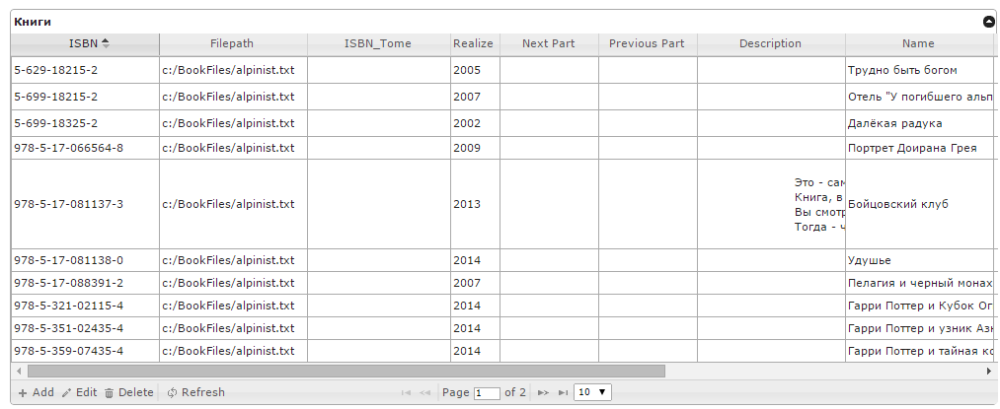 Книги
ISBN Filepath ISBN_Tome Realize Next Part Previous Part Description Name
5-629-18215-2 c:/BookFiles/alpinist.txt 2005 Трудно быть богом
5-699-18215-2 c:/BookFiles/alpinist.txt 2007 Отель "У погибшего альп
5-699-18325-2 c:/BookFiles/alpinist.txt 2002 Далёкая радука
978-5-17-066564-8 c:/BookFiles/alpinist.txt 2009 Портрет Доирана Грея
Это - сам
Книга, в
978-5-17-081137-3 c:/BookFiles/alpinist.txt 2013 Бойцовский клуб
Вы смотр
Тогда - ч
978-5-17-081138-0 c:/BookFiles/alpinist.txt 2014 Удушье
978-5-17-088391-2 c:/BookFiles/alpinist.txt 2007 Пелагия и черный монах
978-5-321-02115-4 c:/BookFiles/alpinist.txt 2014 Гарри Поттер и Кубок Ог
978-5-351-02435-4 c:/BookFiles/alpinist.txt 2014 Гарри Поттер и узник Азк
978-5-359-07435-4 c:/BookFiles/alpinist.txt 2014 Гарри Поттер и тайная ко
Add Edit Delete Refresh Page 1 of 2 10